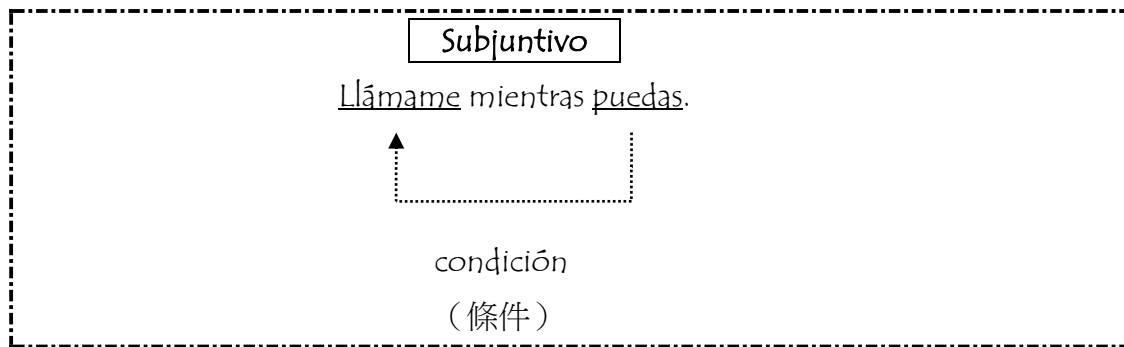 Subjuntivo
Llámame mientras puedas.
condición
（條件）